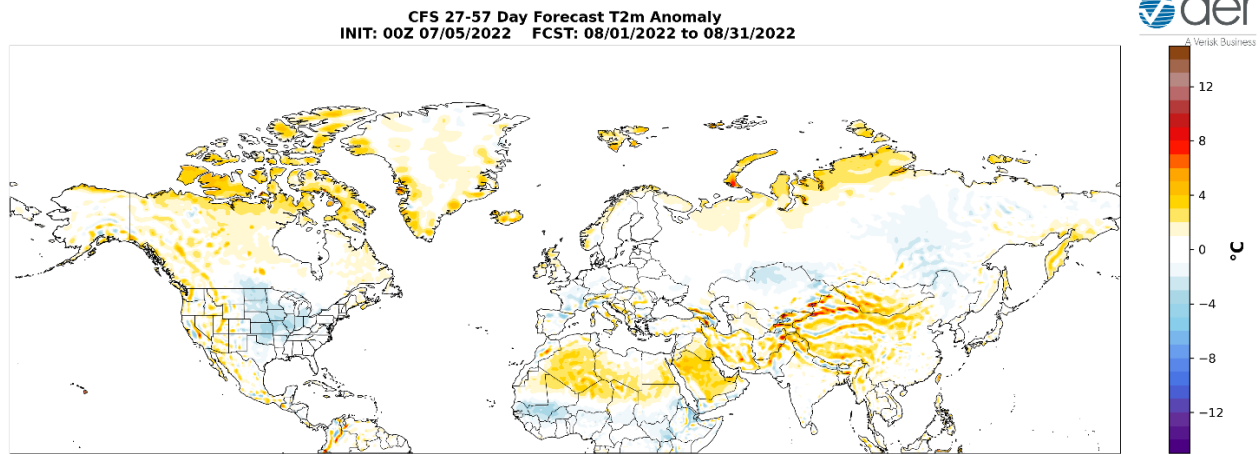 CFS 27-57 Day Forecast T2m Anomaly
INIT: 00Z 07/05/2022 FCST: 08/01/2022 to 08/31/2022
aer
A Verisk Business
12
8
4
0
−4
−8
−12
°C